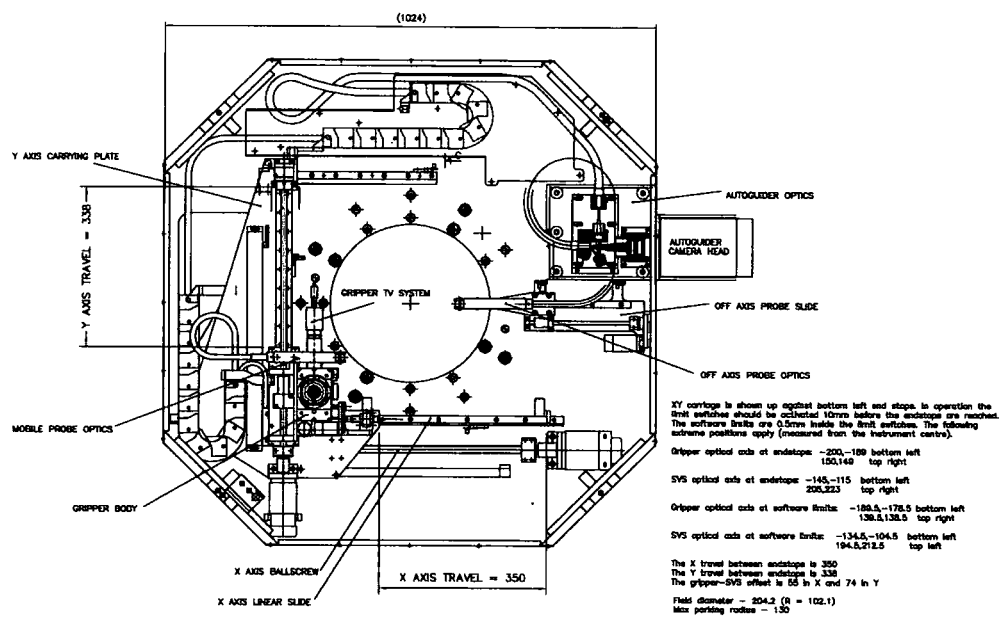 (1024)
Y AXIS CARRYING PLATE
AUTOGUIDER OPTICS
Y AXIS TRAVEL = 338
AUTOGUIDER
CAMERA HEAD
GRIPPER TV SYSTEM
OFF AXIS PROBE SLIDE
OFF AXIS PROBE OPTICS
MOBILE PROBE OPTICS
GRIPPER BODY
X AXIS BALLSCREW
X AXIS TRAVEL = 350
X AXIS LINEAR SLIDE
XY carriage is shown up against bottom left end stops. In operation the
limit switches should be activated 10mm before the endstops are reached.
The software limits are 0.5mm inside the limit switches. The following
extreme positions apply (measured from the instrument centre).
Gripper optical axis at endstops: -200,-189 bottom left
150,149 top right
SVS optical axis at endstops: -145,-115 bottom left
205,223 top right
Gripper optical axis at software limits: -189.5,-178.5 bottom left
139.5,138.5 top right
SVS optical axis at software limits: -134.5,-104.5 bottom left
194.5,212.5 top left
The X travel between endstops is 350
The Y travel between endstops is 338
The gripper-SVS offset is 55 in X and 74 in Y
Field diameter - 204.2 (R = 102.1)
Max parking radius - 130